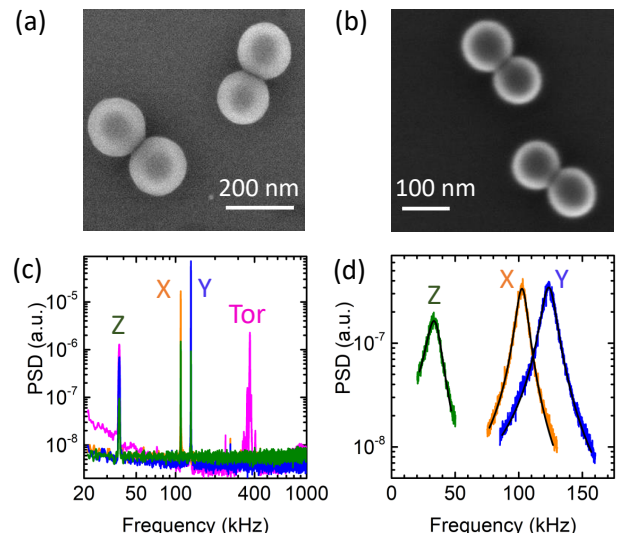 (a)
200 nm
(b)
100 nm
(c)
PSD (a.u.)
10⁻⁵
10⁻⁶
10⁻⁷
10⁻⁸
X
Y
Z
Tor
20
100
400
1000
Frequency (kHz)
(d)
PSD (a.u.)
10⁻⁷
10⁻⁸
Z
X
Y
0
50
100
150
Frequency (kHz)